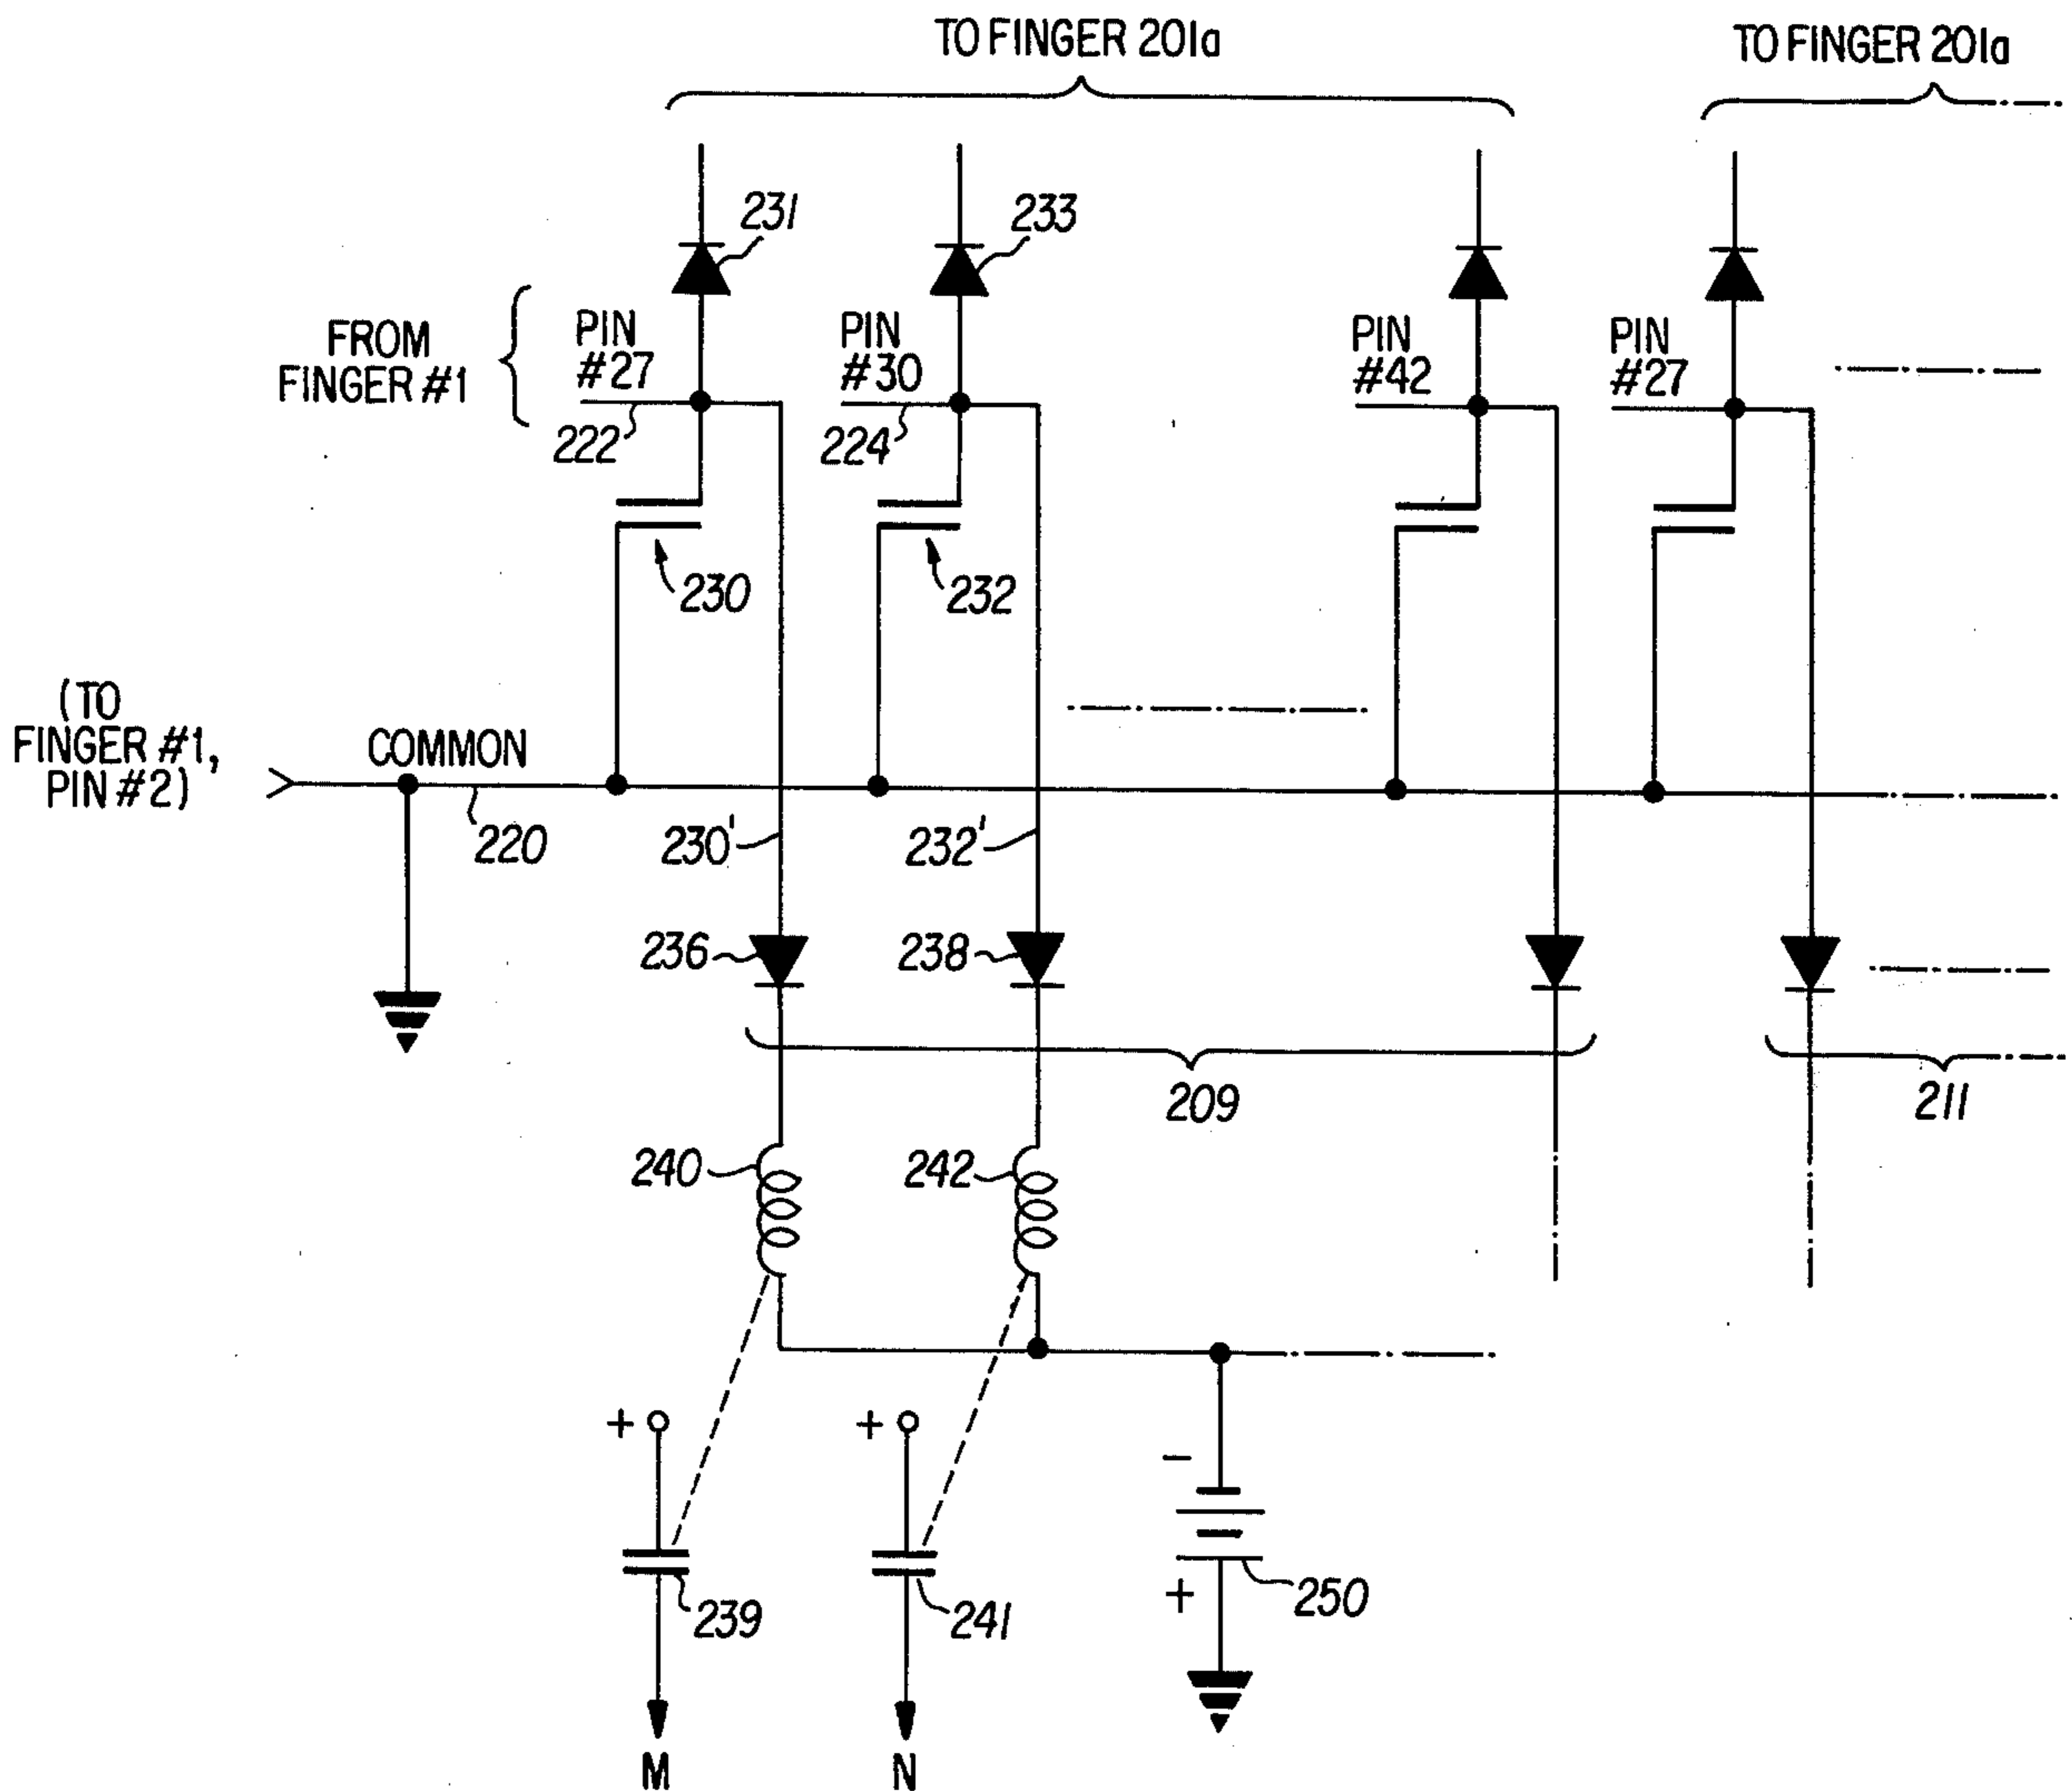 TO FINGER 201a
TO FINGER 201a
231
233
FROM
FINGER #1
PIN
#27
PIN
#30
PIN
#42
PIN
#27
222
224
230
232
(TO
FINGER #1,
PIN #2)
COMMON
220
230'
232'
236
238
209
211
240
242
+
+
-
239
241
+
250
M
N